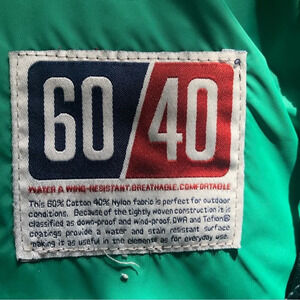 60/40
WATER & WIND-RESISTANT, BREATHABLE, COMFORTABLE
This 60% Cotton 40% Nylon fabric is perfect for outdoor
conditions. Because of the tightly woven construction it is
classified as down-proof and wind-proof. DWR and Teflon®
coatings provide a water and stain resistant surface
making it as useful in the elements as for everyday use.